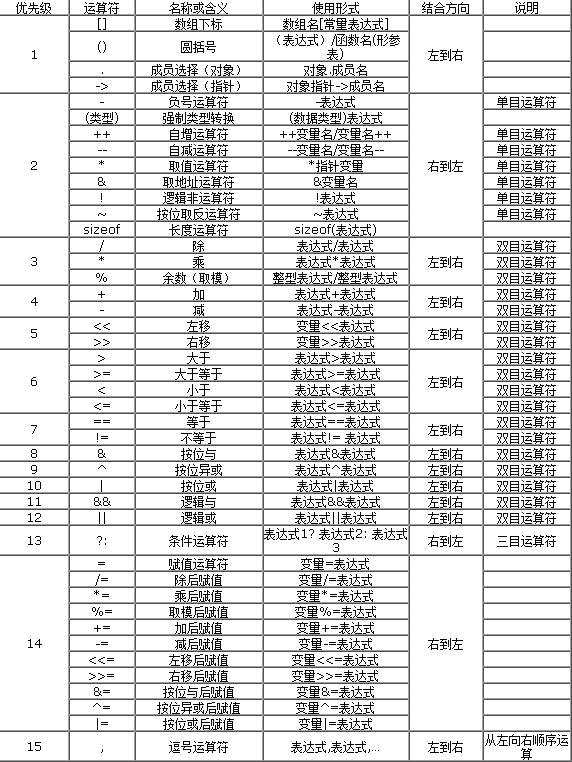 优先级 运算符 名称或含义 使用形式 结合方向 说明
1 [] 数组下标 数组名[常量表达式] 左到右
() 圆括号 （表达式）/函数名(形参表)
. 成员选择（对象） 对象.成员名
-> 成员选择（指针） 对象指针->成员名
2 - 负号运算符 -表达式 右到左 单目运算符
(类型) 强制类型转换 (数据类型)表达式
++ 自增运算符 ++变量名/变量名++ 单目运算符
-- 自减运算符 --变量名/变量名-- 单目运算符
* 取值运算符 *指针变量 单目运算符
& 取地址运算符 &变量名 单目运算符
! 逻辑非运算符 !表达式 单目运算符
~ 按位取反运算符 ~表达式 单目运算符
sizeof 长度运算符 sizeof(表达式)
3 / 除 表达式/表达式 左到右 双目运算符
* 乘 表达式*表达式 双目运算符
% 余数（取模） 整型表达式/整型表达式 双目运算符
4 + 加 表达式+表达式 左到右 双目运算符
- 减 表达式-表达式 双目运算符
5 << 左移 变量<<表达式 左到右 双目运算符
>> 右移 变量>>表达式 双目运算符
6 > 大于 表达式>表达式 左到右 双目运算符
>= 大于等于 表达式>=表达式 双目运算符
< 小于 表达式<表达式 双目运算符
<= 小于等于 表达式<=表达式 双目运算符
7 == 等于 表达式==表达式 左到右 双目运算符
!= 不等于 表达式!= 表达式 双目运算符
8 & 按位与 表达式&表达式 左到右 双目运算符
9 ^ 按位异或 表达式^表达式 左到右 双目运算符
10 | 按位或 表达式|表达式 左到右 双目运算符
11 && 逻辑与 表达式&&表达式 左到右 双目运算符
12 || 逻辑或 表达式||表达式 左到右 双目运算符
13 ?: 条件运算符 表达式1? 表达式2: 表达式3 右到左 三目运算符
14 = 赋值运算符 变量=表达式 右到左
/= 除后赋值 变量/=表达式
*= 乘后赋值 变量*=表达式
%= 取模后赋值 变量%=表达式
+= 加后赋值 变量+=表达式
-= 减后赋值 变量-=表达式
<<= 左移后赋值 变量<<=表达式
>>= 右移后赋值 变量>>=表达式
&= 按位与后赋值 变量&=表达式
^= 按位异或后赋值 变量^=表达式
|= 按位或后赋值 变量|=表达式
15 , 逗号运算符 表达式,表达式,... 左到右 从左向右顺序运算